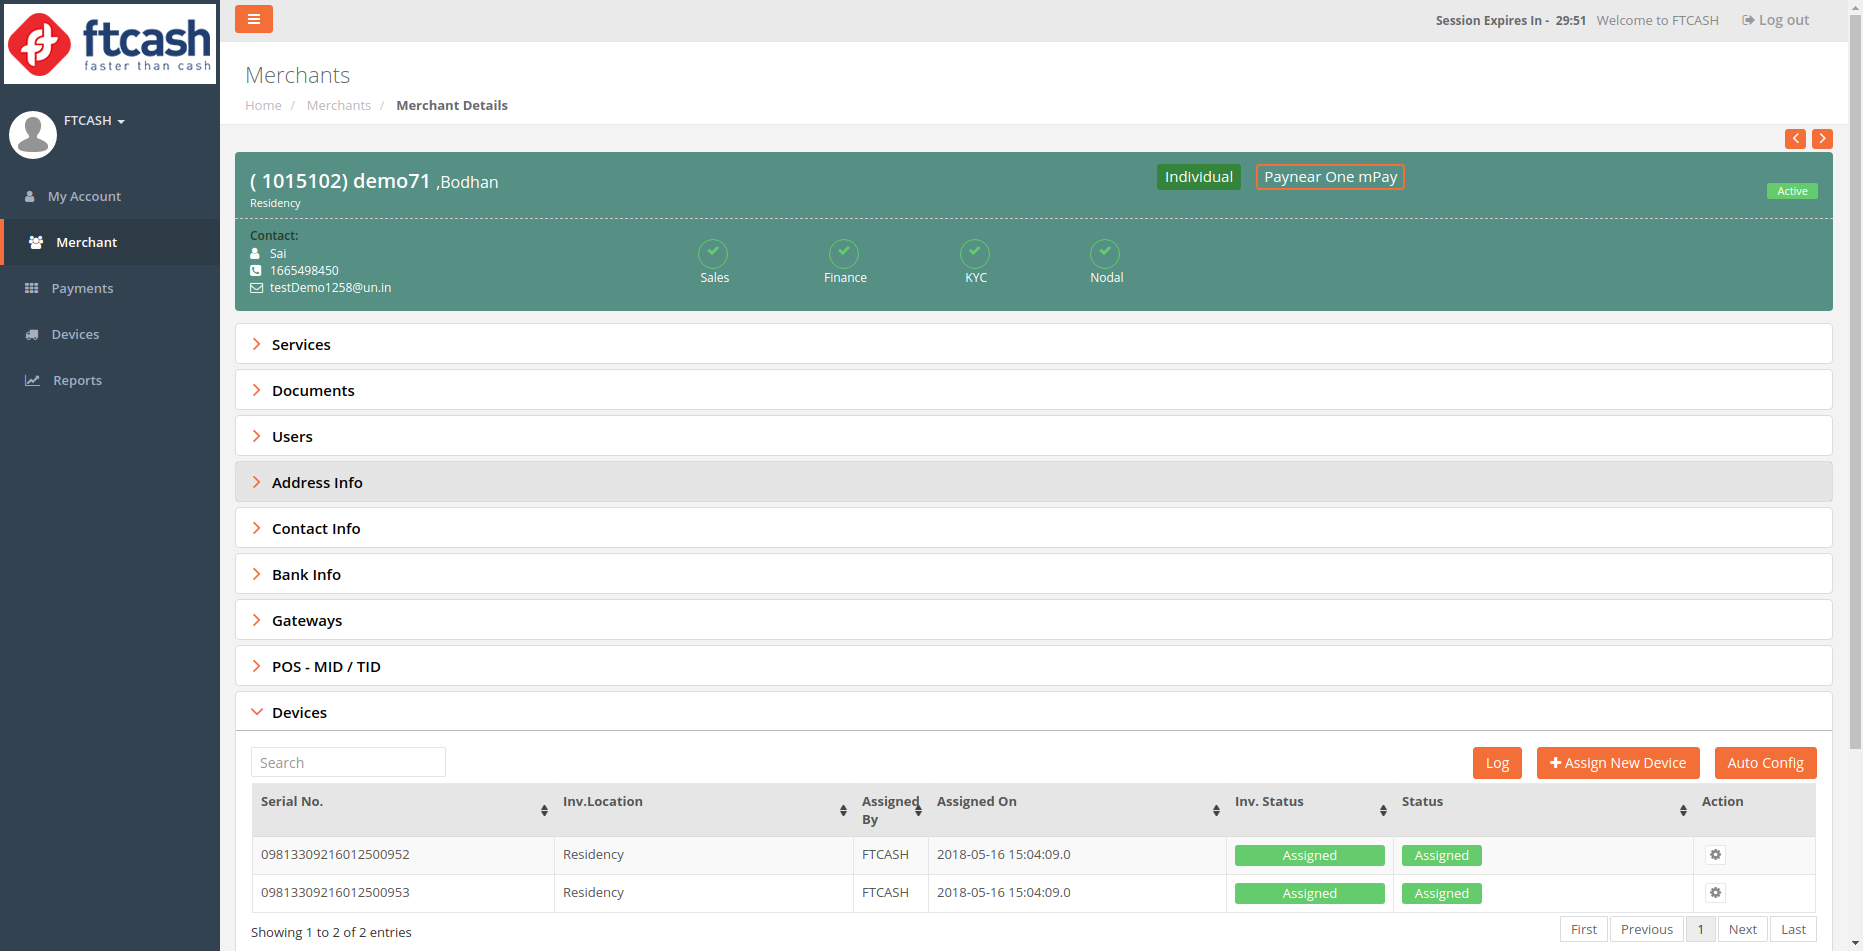 ftcash
faster than cash
Session Expires In - 29:51 Welcome to FTCASH Log out
FTCASH
My Account
Merchant
Payments
Devices
Reports
Merchants
Home / Merchants / Merchant Details
( 1015102) demo71 ,Bodhan
Residency
Individual
Paynear One mPay
Active
Contact:
Sai
1665498450
testDemo1258@un.in
Sales
Finance
KYC
Nodal
Services
Documents
Users
Address Info
Contact Info
Bank Info
Gateways
POS - MID / TID
Devices
Search
Log
Assign New Device
Auto Config
Serial No. Inv.Location Assigned By Assigned On Inv. Status Status Action
09813309216012500952 Residency FTCASH 2018-05-16 15:04:09.0 Assigned Assigned
09813309216012500953 Residency FTCASH 2018-05-16 15:04:09.0 Assigned Assigned
Showing 1 to 2 of 2 entries
First Previous 1 Next Last